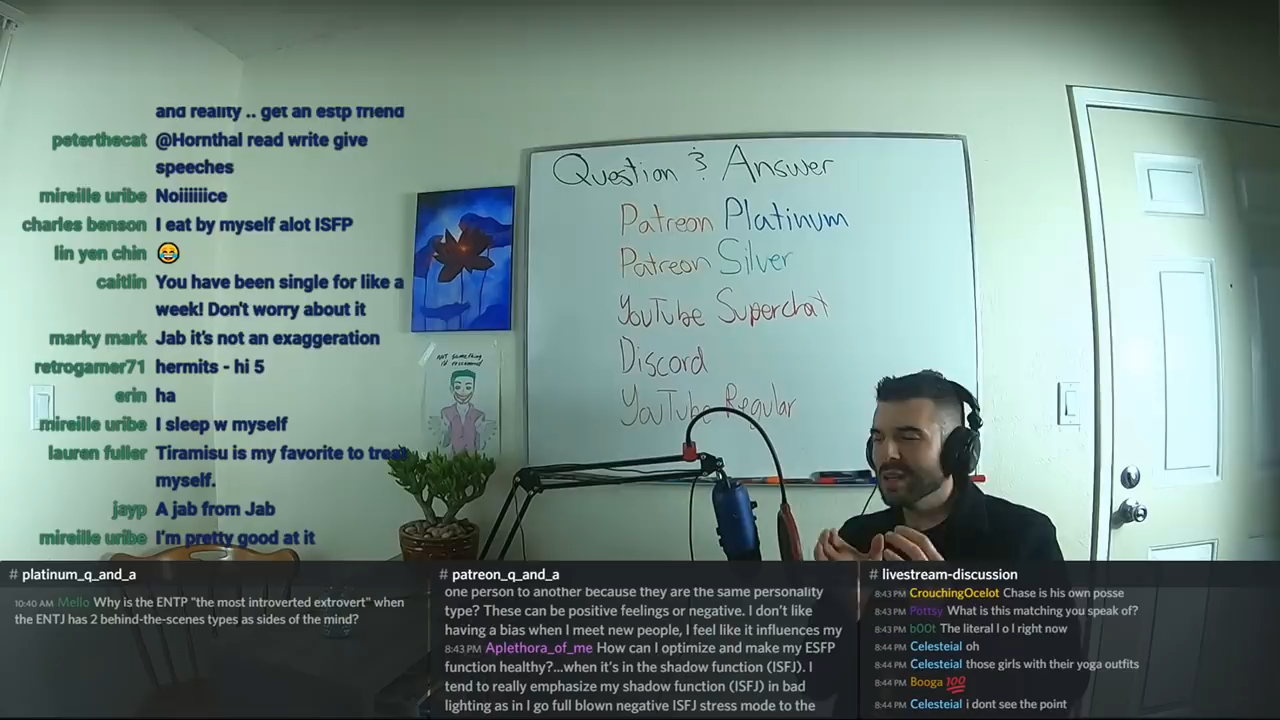 and reality .. get an estp friend
peterthecat @Hornthal read write give
speeches
mireille uribe Noiiiiiice
charles benson I eat by myself alot ISFP
lin yen chin 😂
caitlin You have been single for like a
week! Don't worry about it
marky mark Jab it's not an exaggeration
retrogamer71 hermits - hi 5
erin ha
mireille uribe I sleep w myself
lauren fuller Tiramisu is my favorite to treat
myself.
jayp A jab from Jab
mireille uribe I'm pretty good at it
NOT something
Question & Answer
Patreon Platinum
Patreon Silver
YouTube Superchat
Discord
YouTube Regular
# platinum_q_and_a
10:40 AM Mello Why is the ENTP "the most introverted extrovert" when
the ENTJ has 2 behind-the-scenes types as sides of the mind?
# patreon_q_and_a
one person to another because they are the same personality
type? These can be positive feelings or negative. I don't like
having a bias when I meet new people, I feel like it influences my
8:43 PM Aplethora_of_me How can I optimize and make my ESFP
function healthy?...when it's in the shadow function (ISFJ). I
tend to really emphasize my shadow function (ISFJ) in bad
lighting as in I go full blown negative ISFJ stress mode to the
# livestream-discussion
8:43 PM CrouchingOcelot Chase is his own posse
8:43 PM Pottsy What is this matching you speak of?
8:43 PM b00t The literal l o l right now
8:44 PM Celesteial oh
8:44 PM Celesteial those girls with their yoga outfits
8:44 PM Booga 💯
8:44 PM Celesteial i dont see the point